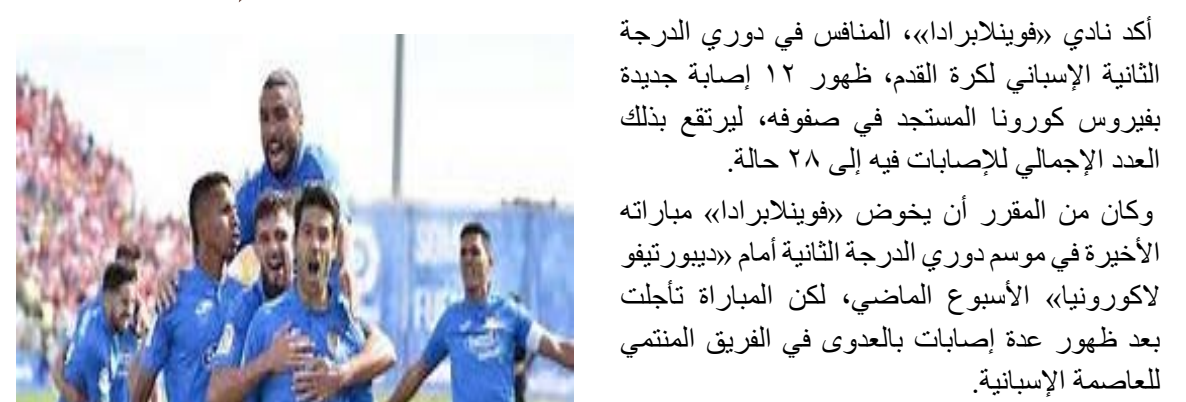 أكد نادي «فوينلابرادا»، المنافس في دوري الدرجة
الثانية الإسباني لكرة القدم، ظهور ١٢ إصابة جديدة
بفيروس كورونا المستجد في صفوفه، ليرتفع بذلك
العدد الإجمالي للإصابات فيه إلى ٢٨ حالة.
وكان من المقرر أن يخوض «فوينلابرادا» مباراته
الأخيرة في موسم دوري الدرجة الثانية أمام «ديبورتيفو
لاكورونيا» الأسبوع الماضي، لكن المباراة تأجلت
بعد ظهور عدة إصابات بالعدوى في الفريق المنتمي
للعاصمة الإسبانية.